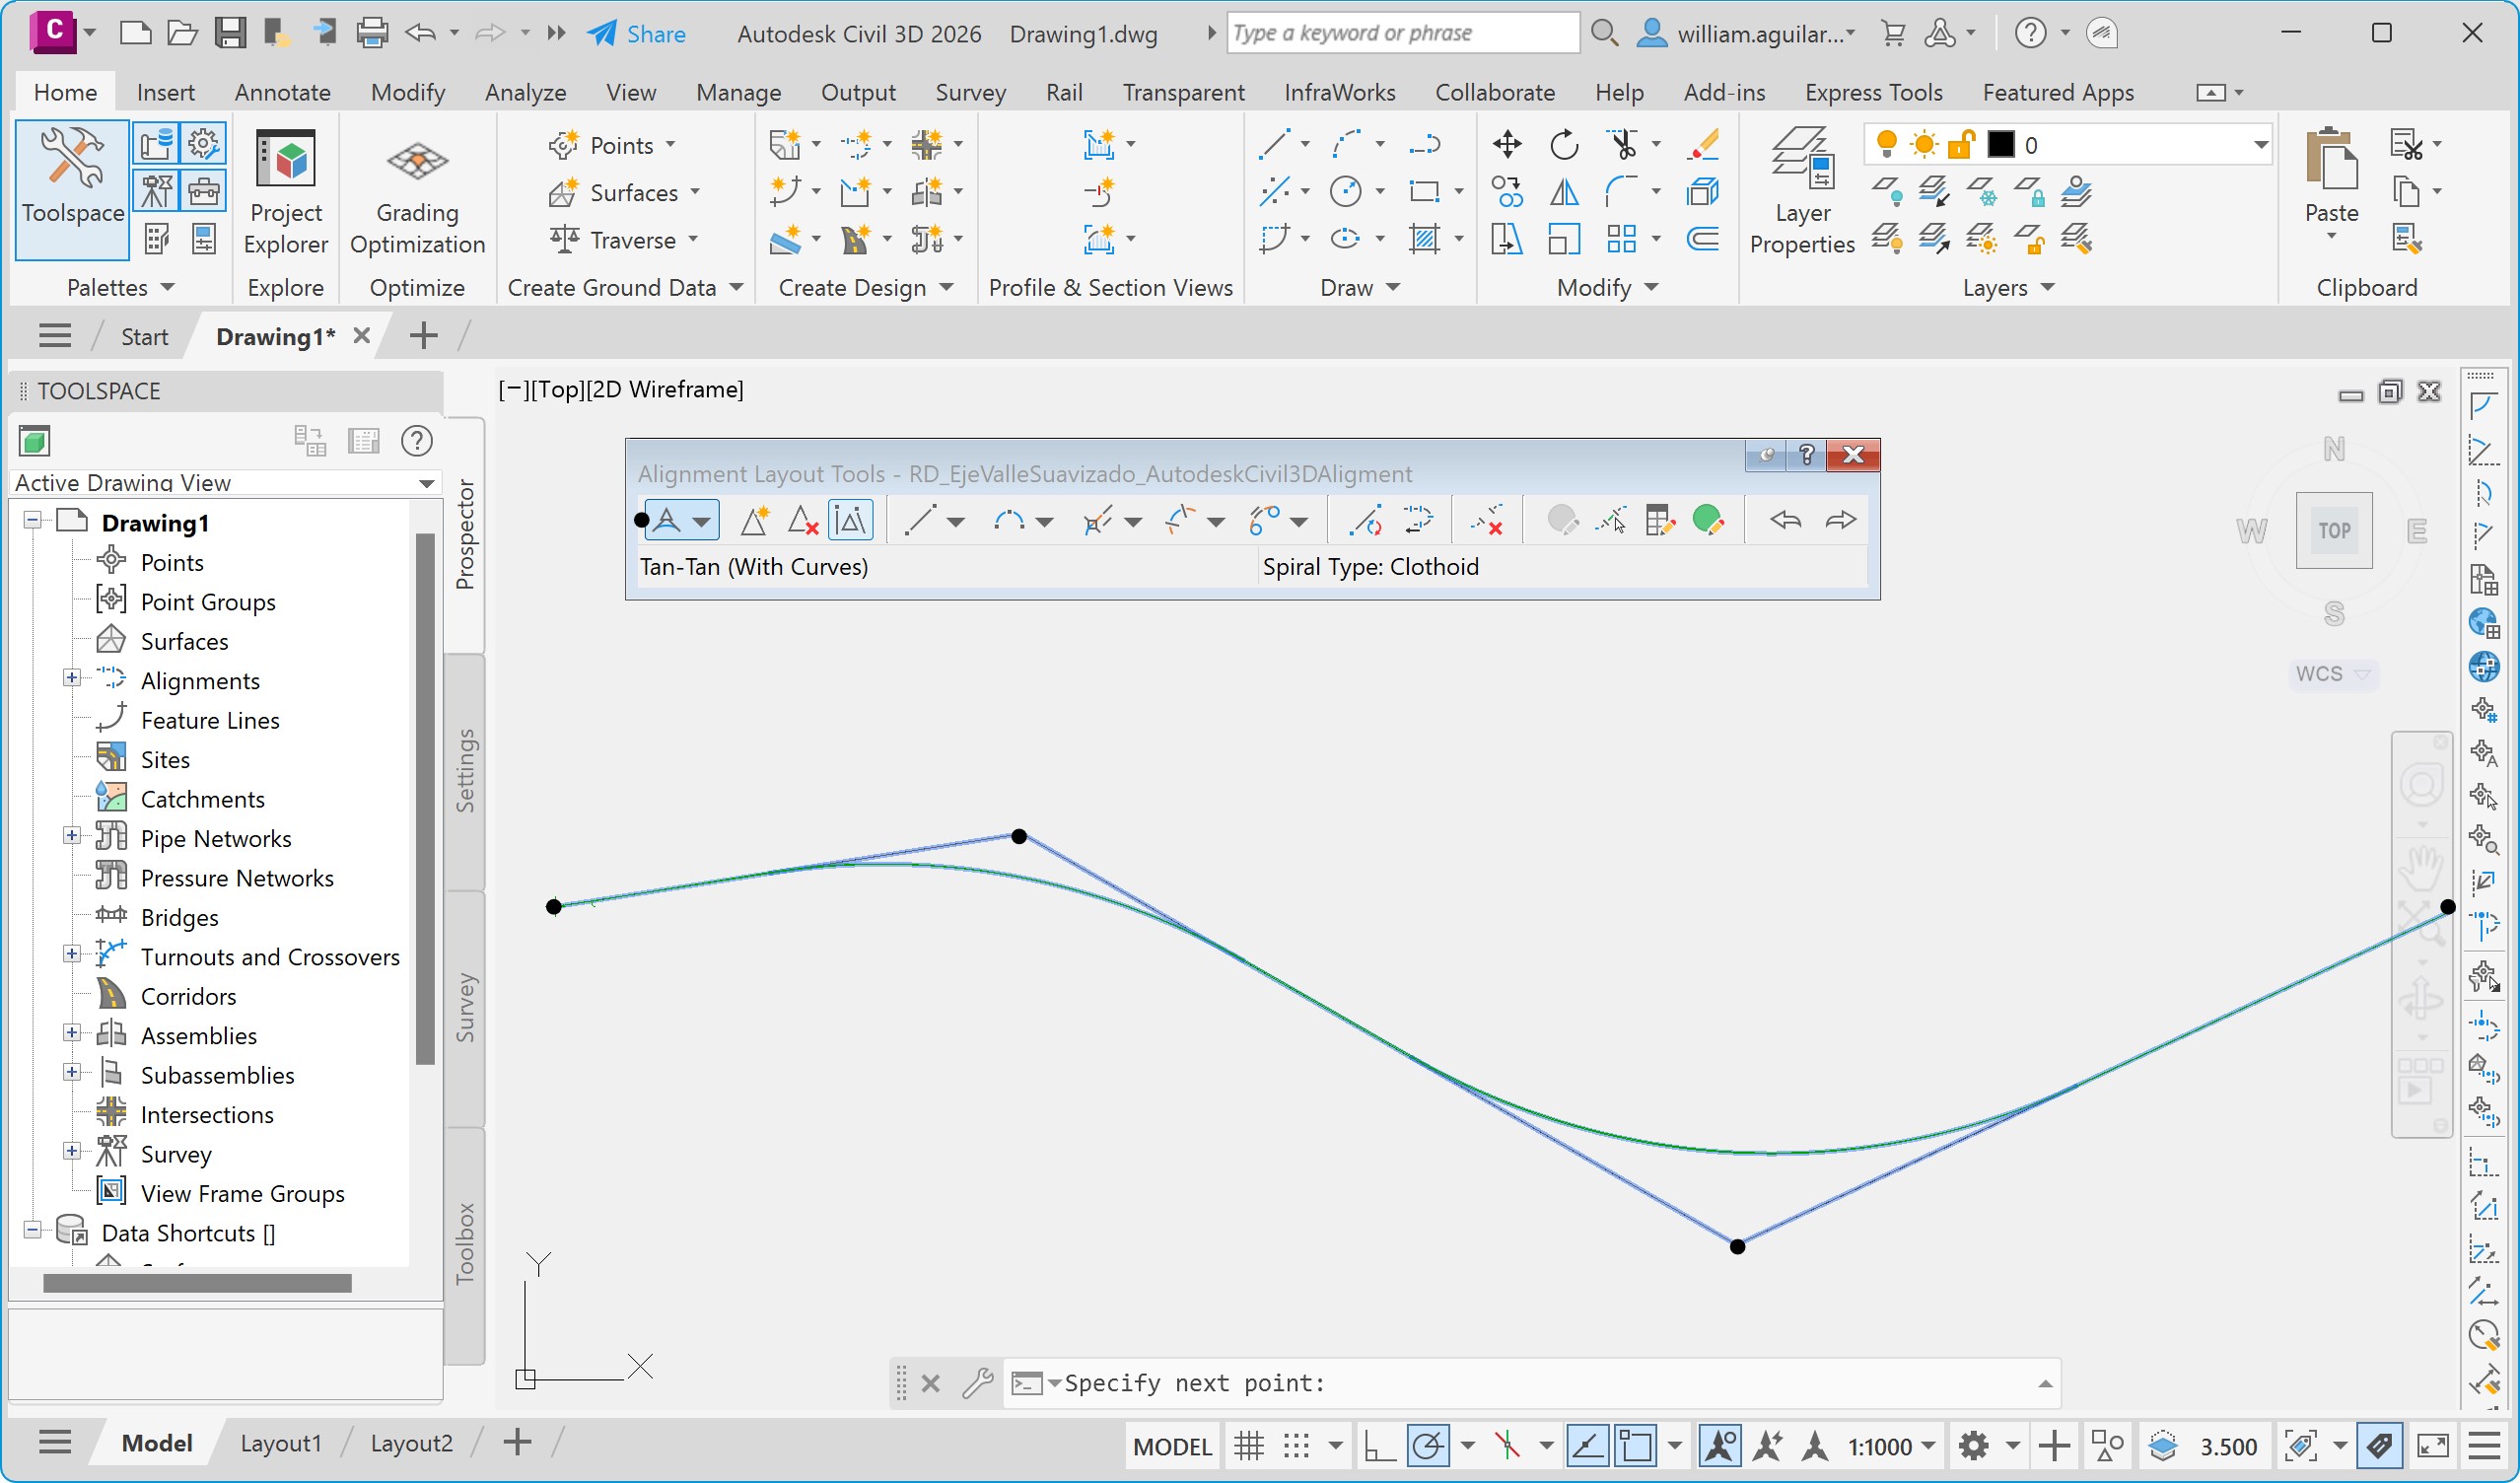 C
Share
Autodesk Civil 3D 2026
Drawing1.dwg
Type a keyword or phrase
william.aguilar...
Home
Insert
Annotate
Modify
Analyze
View
Manage
Output
Survey
Rail
Transparent
InfraWorks
Collaborate
Help
Add-ins
Express Tools
Featured Apps
Toolspace
Project Explorer
Grading Optimization
Points
Surfaces
Traverse
Layer Properties
0
Paste
Palettes
Explore
Optimize
Create Ground Data
Create Design
Profile & Section Views
Draw
Modify
Layers
Clipboard
Start
Drawing1*
TOOLSPACE
Active Drawing View
Drawing1
Points
Point Groups
Surfaces
Alignments
Feature Lines
Sites
Catchments
Pipe Networks
Pressure Networks
Bridges
Turnouts and Crossovers
Corridors
Assemblies
Subassemblies
Intersections
Survey
View Frame Groups
Data Shortcuts []
Prospector
Settings
Survey
Toolbox
[−][Top][2D Wireframe]
Alignment Layout Tools - RD_EjeValleSuavizado_AutodeskCivil3DAligment
Tan-Tan (With Curves)
Spiral Type: Clothoid
N
W
TOP
E
S
WCS
Y
X
Specify next point:
Model
Layout1
Layout2
MODEL
1:1000
3.500